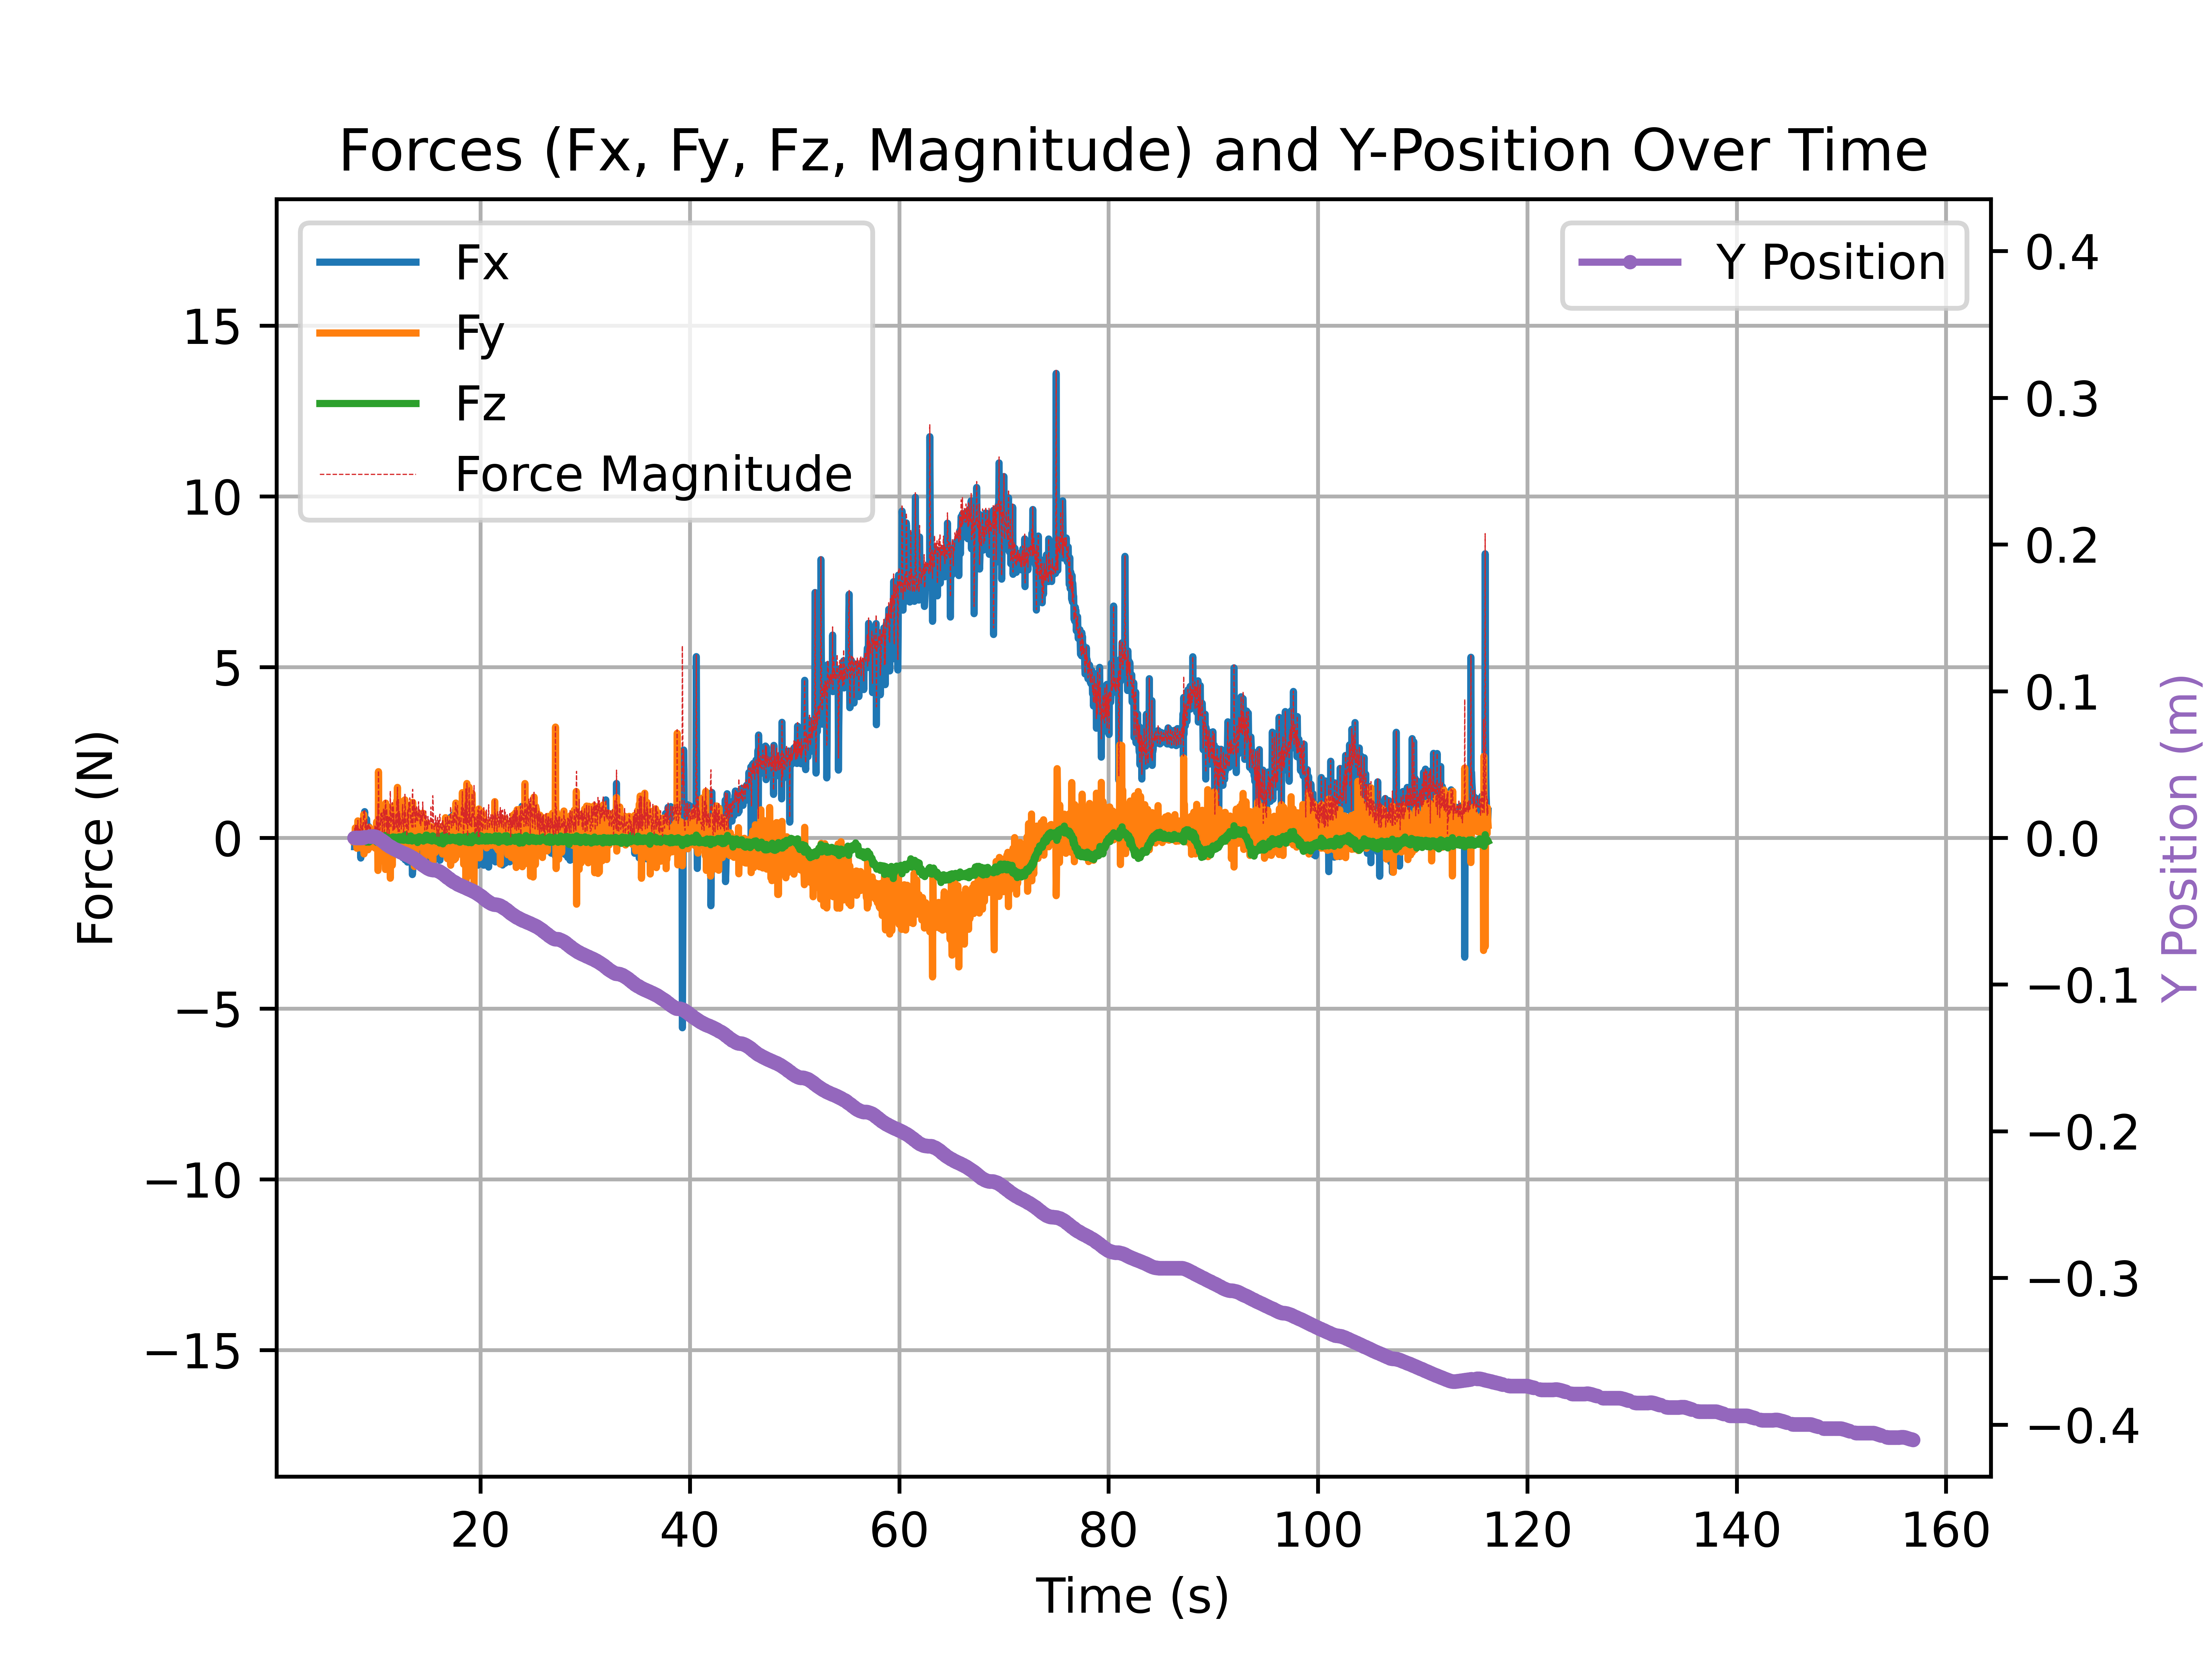 Forces (Fx, Fy, Fz, Magnitude) and Y-Position Over Time
Fx
Fy
Fz
Force Magnitude
Y Position
15
10
5
0
−5
−10
−15
Force (N)
0.4
0.3
0.2
0.1
0.0
−0.1
−0.2
−0.3
−0.4
Y Position (m)
20 40 60 80 100 120 140 160
Time (s)